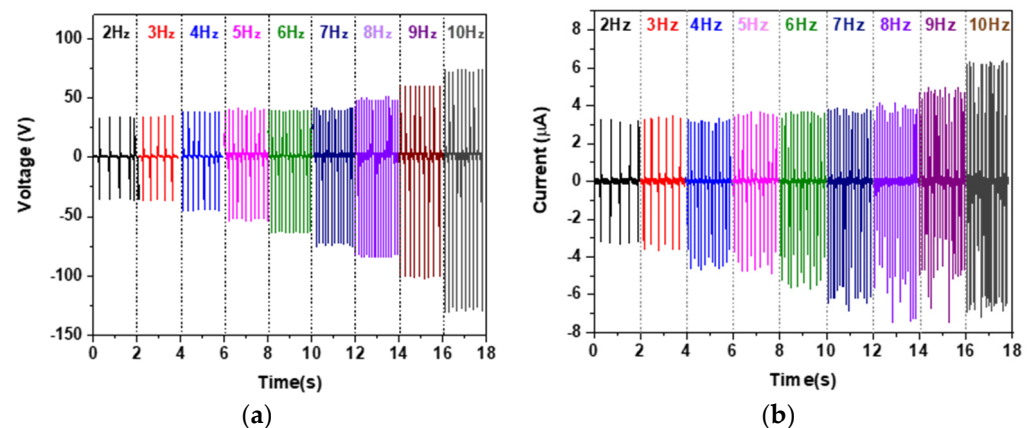 2Hz 3Hz 4Hz 5Hz 6Hz 7Hz 8Hz 9Hz 10Hz
100
50
0
-50
-100
-150
Voltage (V)
0 2 4 6 8 10 12 14 16 18
Time(s)
(a)
2Hz 3Hz 4Hz 5Hz 6Hz 7Hz 8Hz 9Hz 10Hz
8
6
4
2
0
-2
-4
-6
-8
Current (μA)
0 2 4 6 8 10 12 14 16 18
Time(s)
(b)